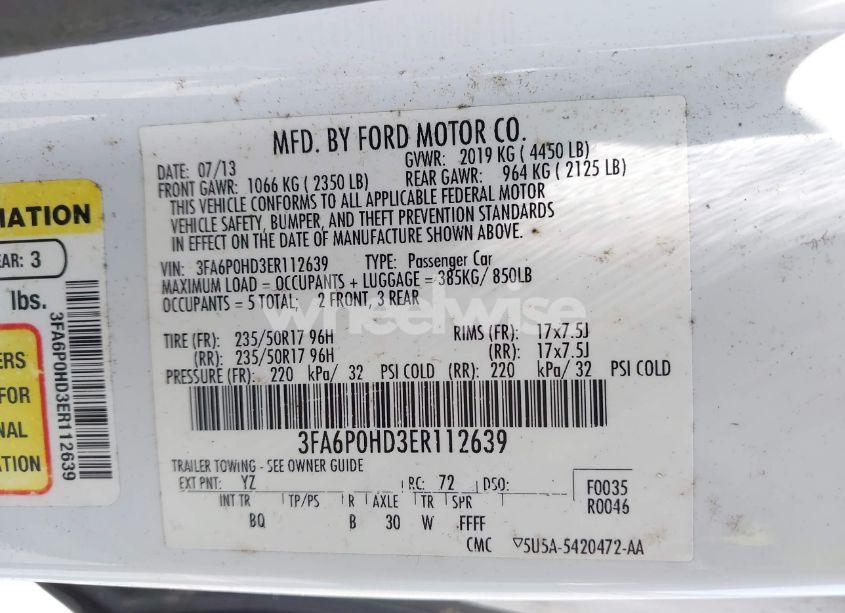 MFD. BY FORD MOTOR CO.
DATE: 07/13 GVWR: 2019 KG ( 4450 LB)
FRONT GAWR: 1066 KG ( 2350 LB) REAR GAWR: 964 KG ( 2125 LB)
THIS VEHICLE CONFORMS TO ALL APPLICABLE FEDERAL MOTOR
VEHICLE SAFETY, BUMPER, AND THEFT PREVENTION STANDARDS
IN EFFECT ON THE DATE OF MANUFACTURE SHOWN ABOVE.
VIN: 3FA6P0HD3ER112639 TYPE: Passenger Car
MAXIMUM LOAD = OCCUPANTS + LUGGAGE = 385KG/ 850LB
OCCUPANTS = 5 TOTAL; 2 FRONT, 3 REAR
wheelwise
TIRE (FR): 235/50R17 96H RIMS (FR): 17x7.5J
(RR): 235/50R17 96H (RR): 17x7.5J
PRESSURE (FR): 220 kPa/ 32 PSI COLD (RR): 220 kPa/ 32 PSI COLD
3FA6P0HD3ER112639
TRAILER TOWING - SEE OWNER GUIDE
EXT PNT: YZ RC: 72 DSO: F0035
INT TR TP/PS R AXLE TR SPR R0046
BQ B 30 W FFFF
CMC ▽5U5A-5420472-AA
MATION
EAR: 3
lbs.
3FA6P0HD3ER112639
ERS
FOR
NAL
ATION